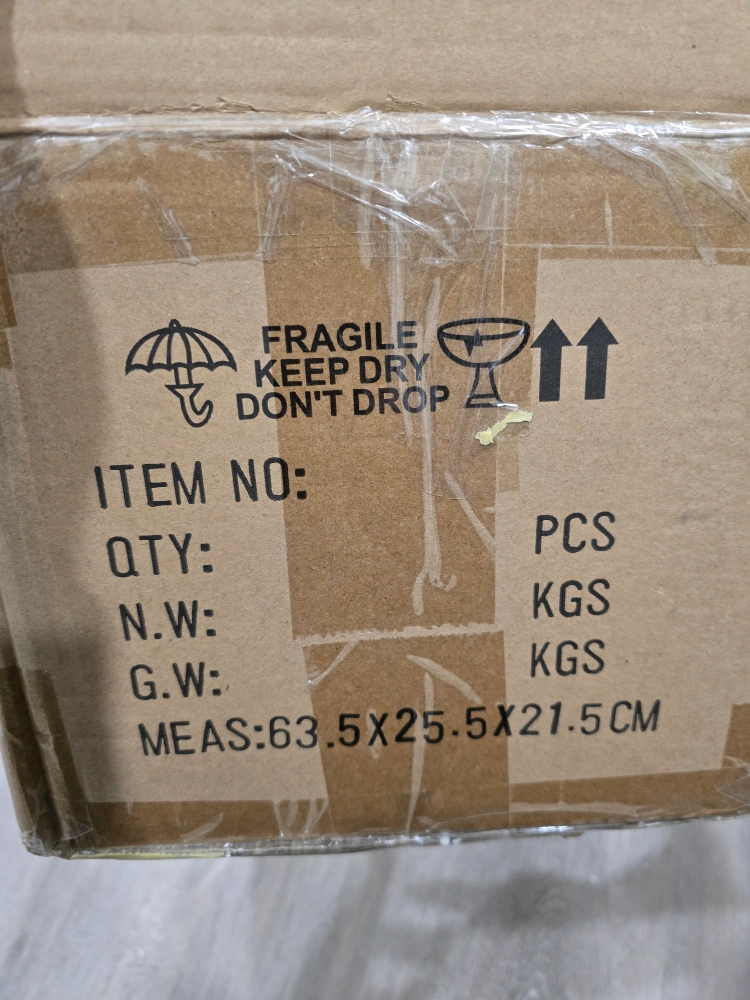 FRAGILE
KEEP DRY
DON'T DROP
ITEM NO:
QTY: PCS
N.W: KGS
G.W: KGS
MEAS:63.5X25.5X21.5CM